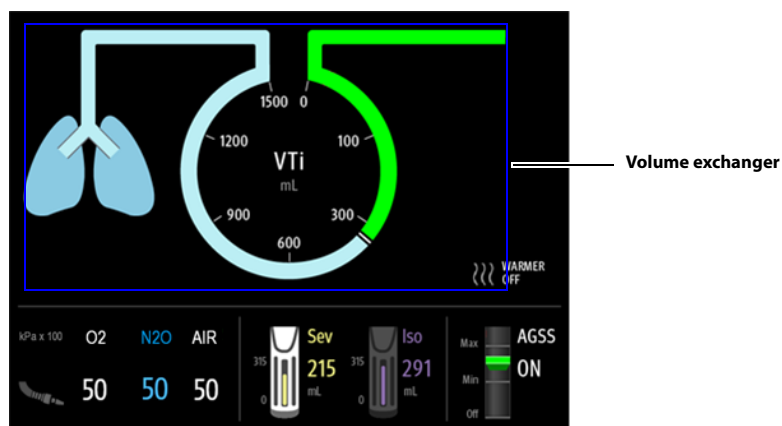 1500 0
1200 100
VTi
mL
900 300
600
Volume exchanger
WARMER
OFF
kPa x 100 O2 N2O AIR
50 50 50
Sev
315 215
mL
0
Iso
315 291
mL
0
AGSS
ON
Max
Min
Off